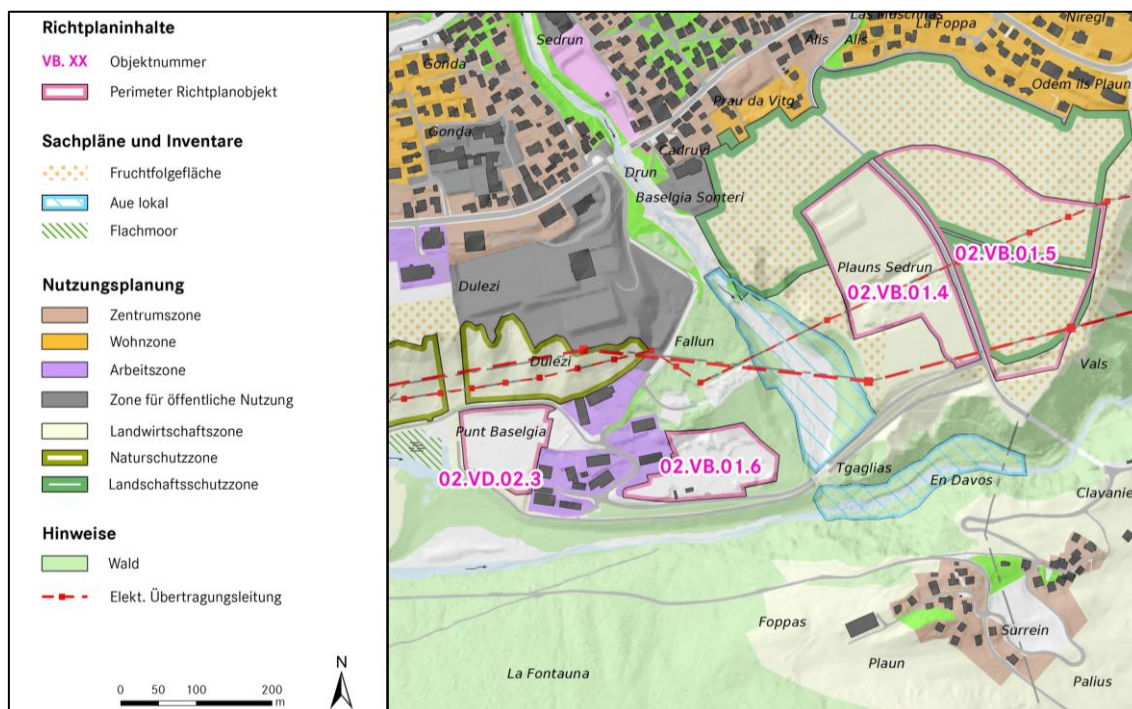 Richtplaninhalte
VB. XX Objektnummer
Perimeter Richtplanobjekt
Sachpläne und Inventare
Fruchtfolgefläche
Aue lokal
Flachmoor
Nutzungsplanung
Zentrumszone
Wohnzone
Arbeitszone
Zone für öffentliche Nutzung
Landwirtschaftszone
Naturschutzzone
Landschaftsschutzzone
Hinweise
Wald
Elekt. Übertragungsleitung
0 50 100 200
m
N
Las Muschnas
La Foppa
Niregl
Sedrun
Alis
Alis
Gonda
Odem ils Plaun
Prau da Vitg
Gonda
Cadruvi
Drun
Baselgia Sonteri
02.VB.01.5
Plauns Sedrun
Dulezi
02.VB.01.4
Fallun
Dulezi
Vals
Punt Baselgia
02.VD.02.3
02.VB.01.6
Tgaglias
En Davos
Clavanie
Foppas
Surrein
La Fontauna
Plaun
Palius